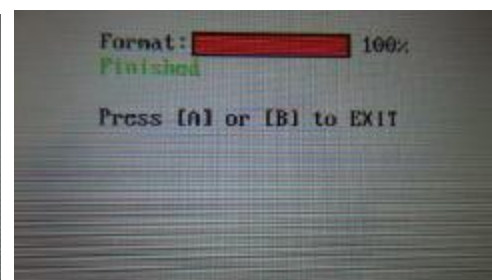 Format: 100%
Finished
Press [A] or [B] to EXIT